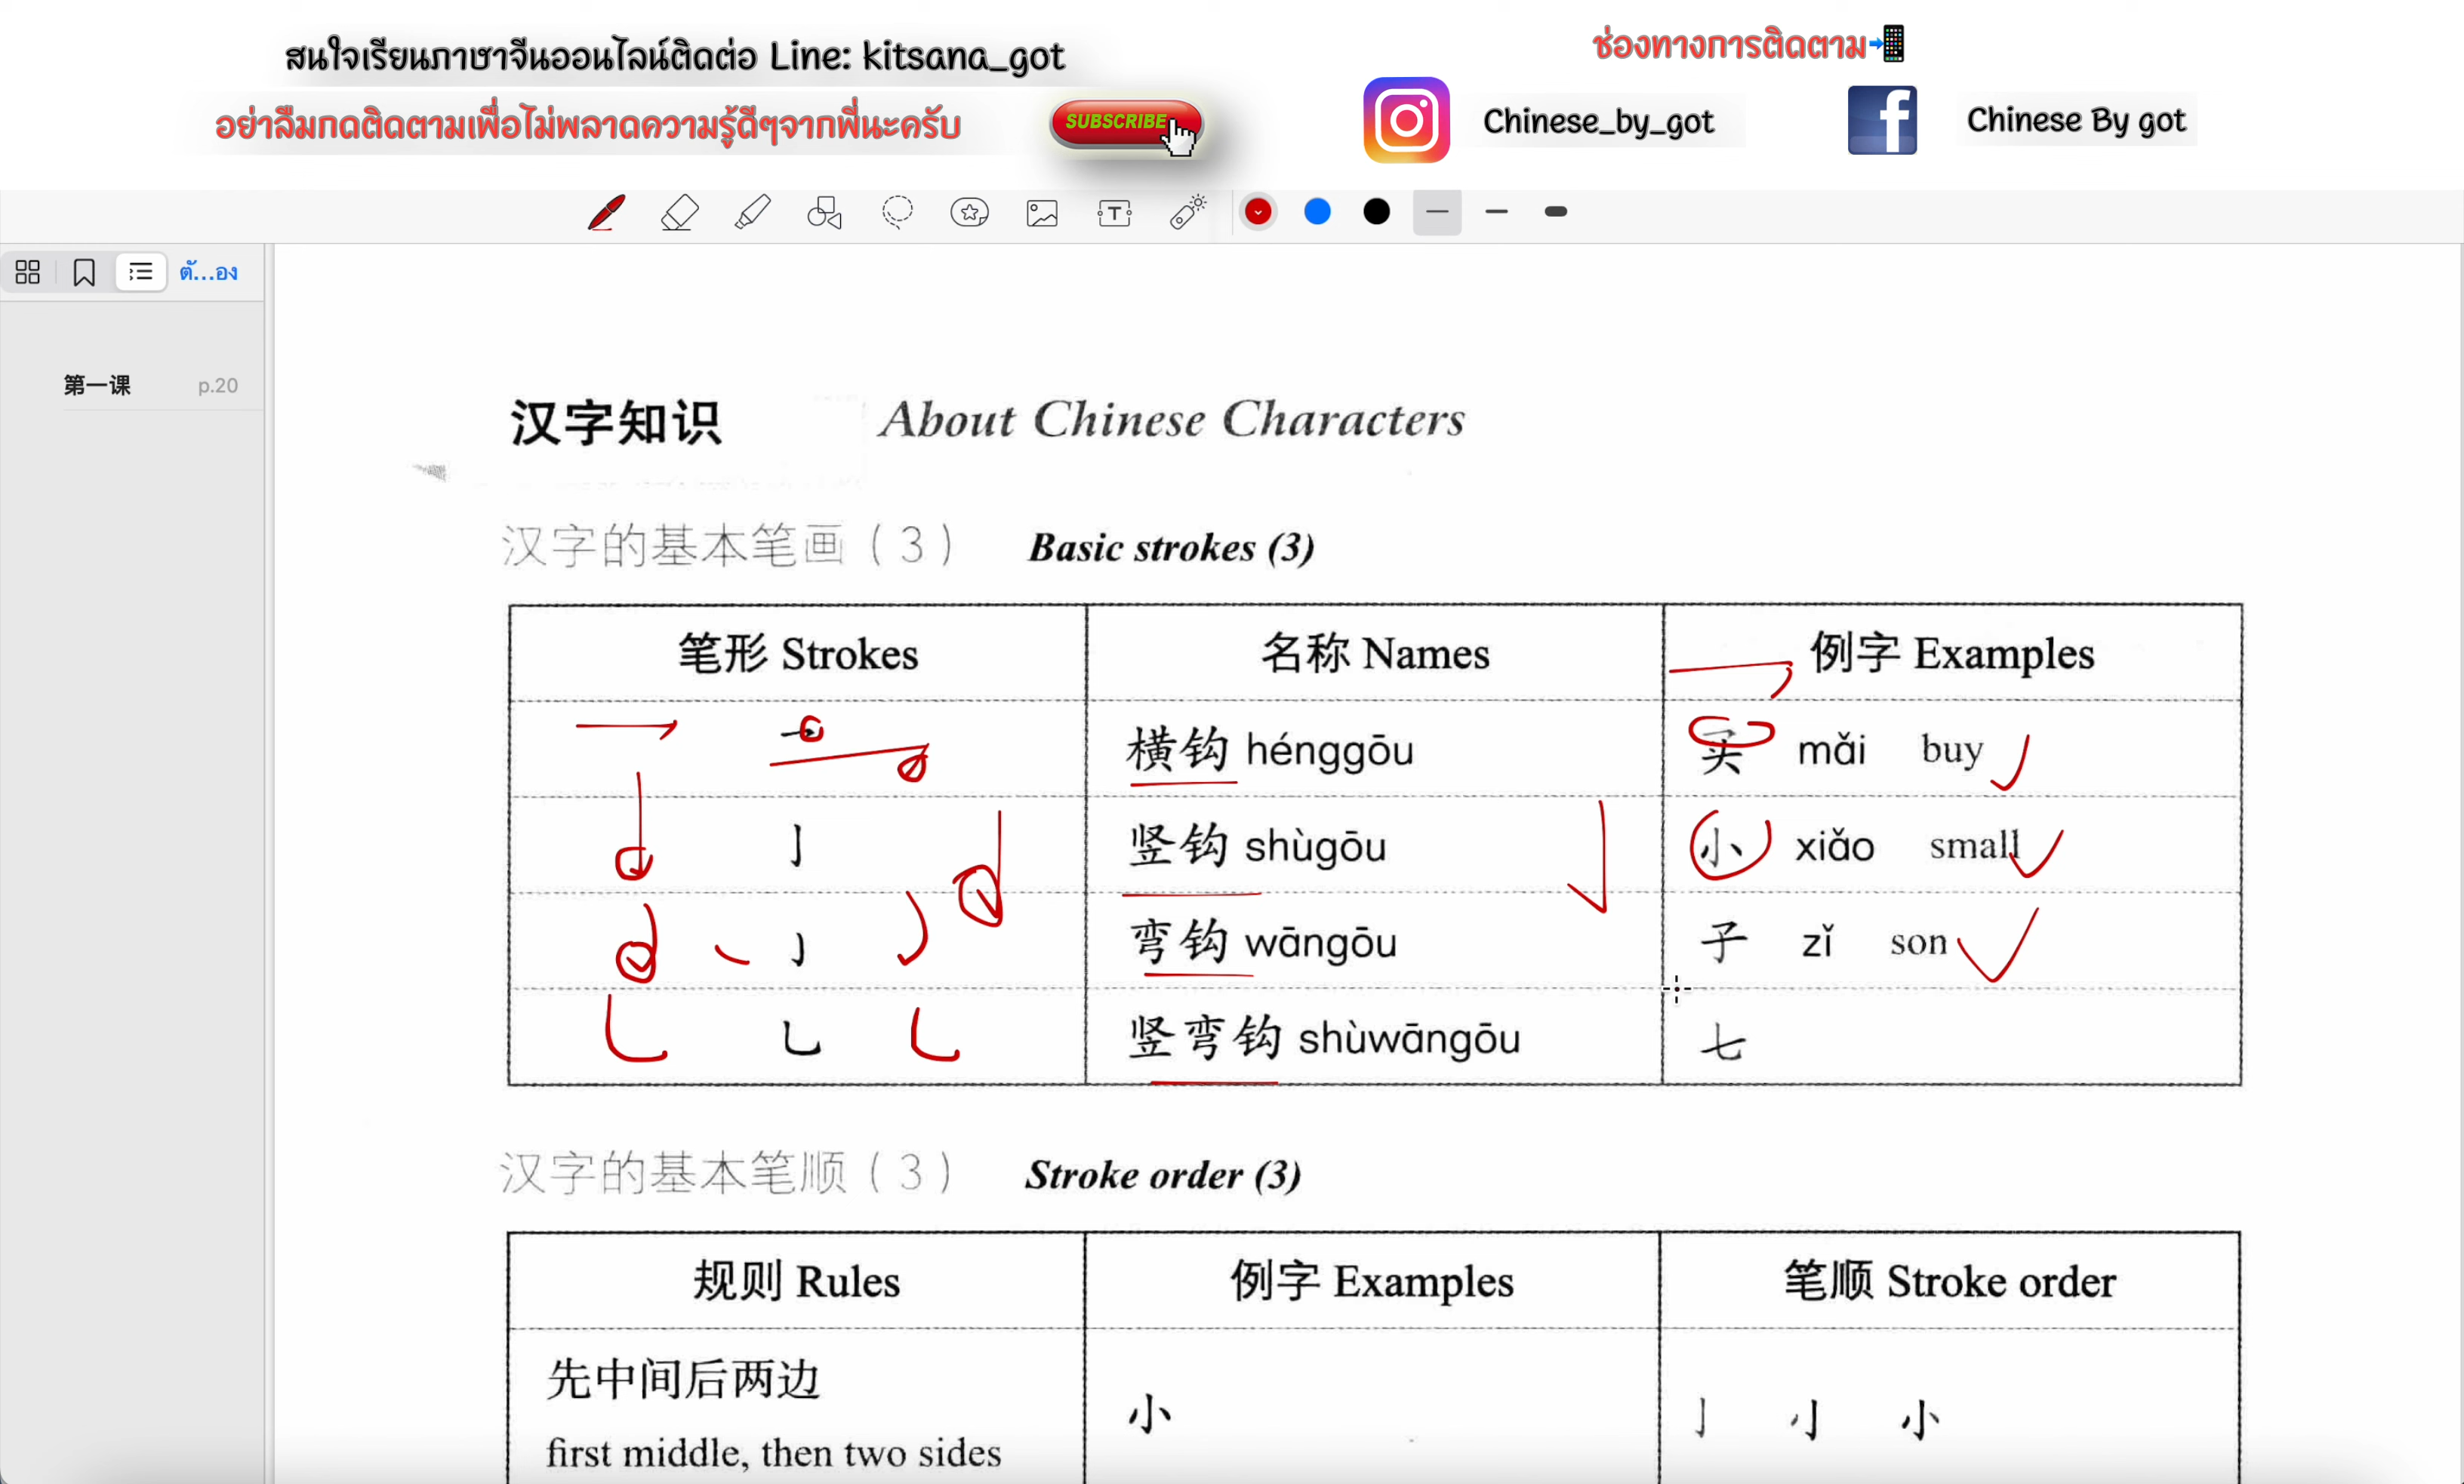 สนใจเรียนภาษาจีนออนไลน์ติดต่อ Line: kitsana_got
อย่าลืมกดติดตามเพื่อไม่พลาดความรู้ดีๆจากพี่นะครับ
SUBSCRIBE
ช่องทางการติดตาม
Chinese_by_got
Chinese By got
ตั...อง
第一课 p.20
汉字知识 About Chinese Characters
汉字的基本笔画（3） Basic strokes (3)
笔形 Strokes 名称 Names 例字 Examples
横钩 hénggōu 买 mǎi buy
亅 竖钩 shùgōu 小 xiǎo small
弯钩 wāngōu 子 zǐ son
乚 竖弯钩 shùwāngōu 七
汉字的基本笔顺（3） Stroke order (3)
规则 Rules 例字 Examples 笔顺 Stroke order
先中间后两边
first middle, then two sides
小 亅 小